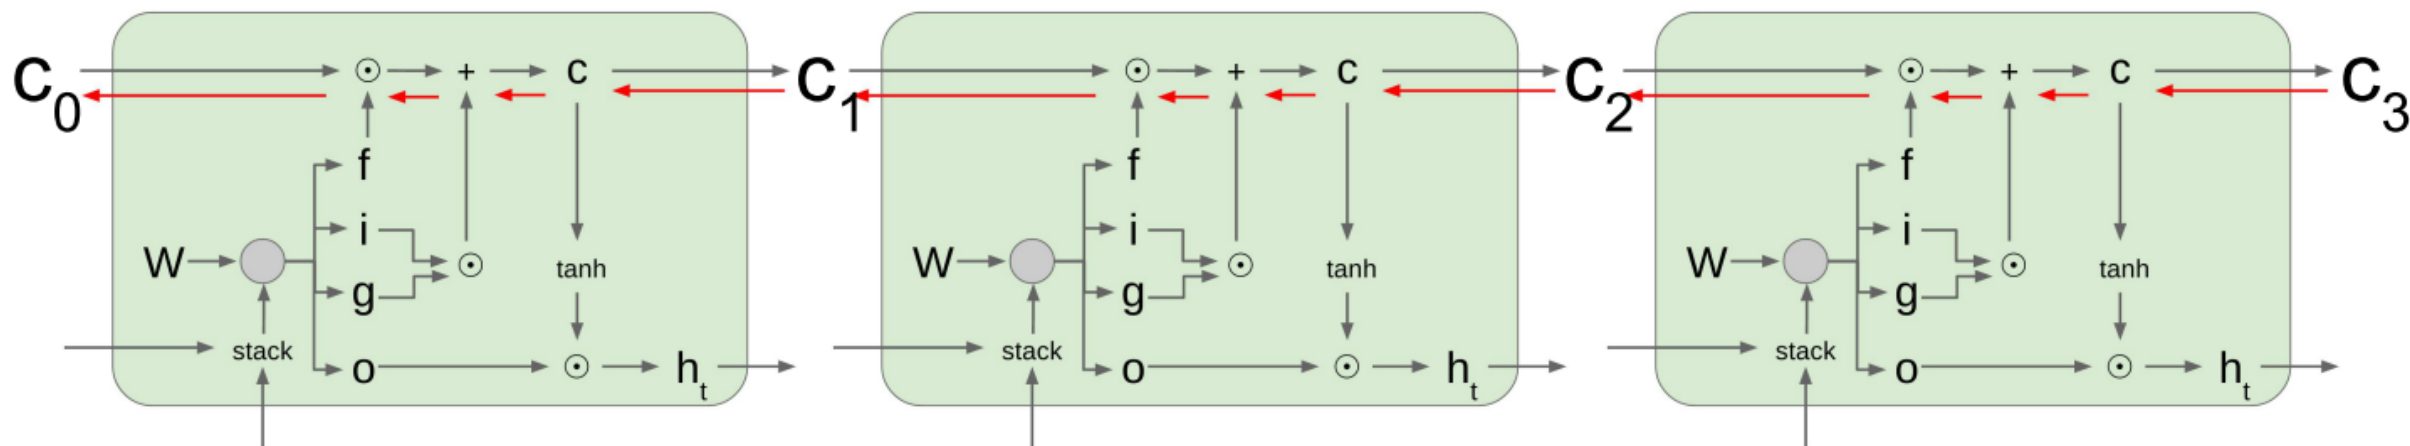 C0 ⊙ + c C1 ⊙ + c C2 ⊙ + c C3
f f f
i i i
W ⊙ tanh W ⊙ tanh W ⊙ tanh
g g g
stack stack stack
o ⊙ ht o ⊙ ht o ⊙ ht